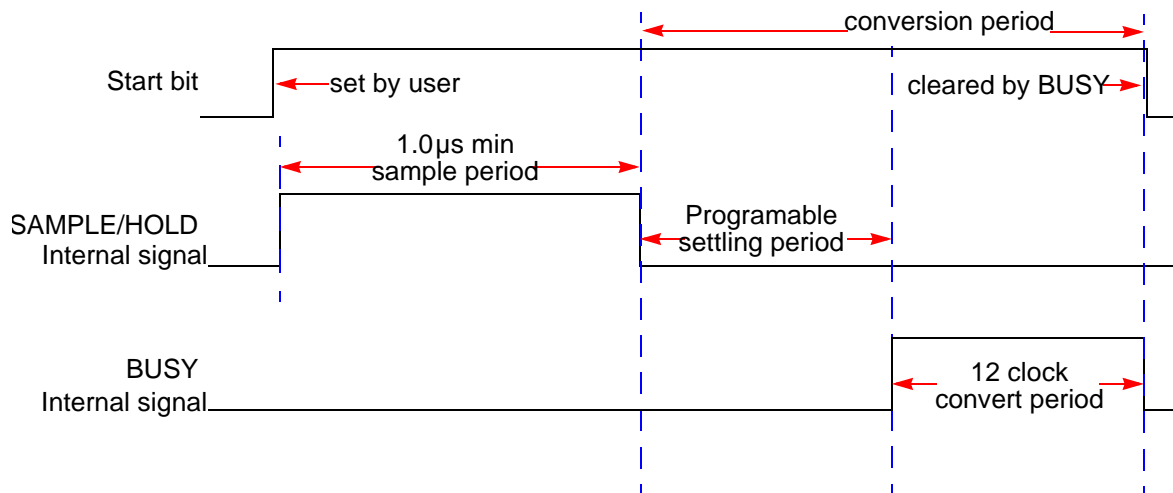 conversion period
Start bit
set by user
cleared by BUSY
1.0µs min
sample period
SAMPLE/HOLD
Internal signal
Programable
settling period
BUSY
Internal signal
12 clock
convert period